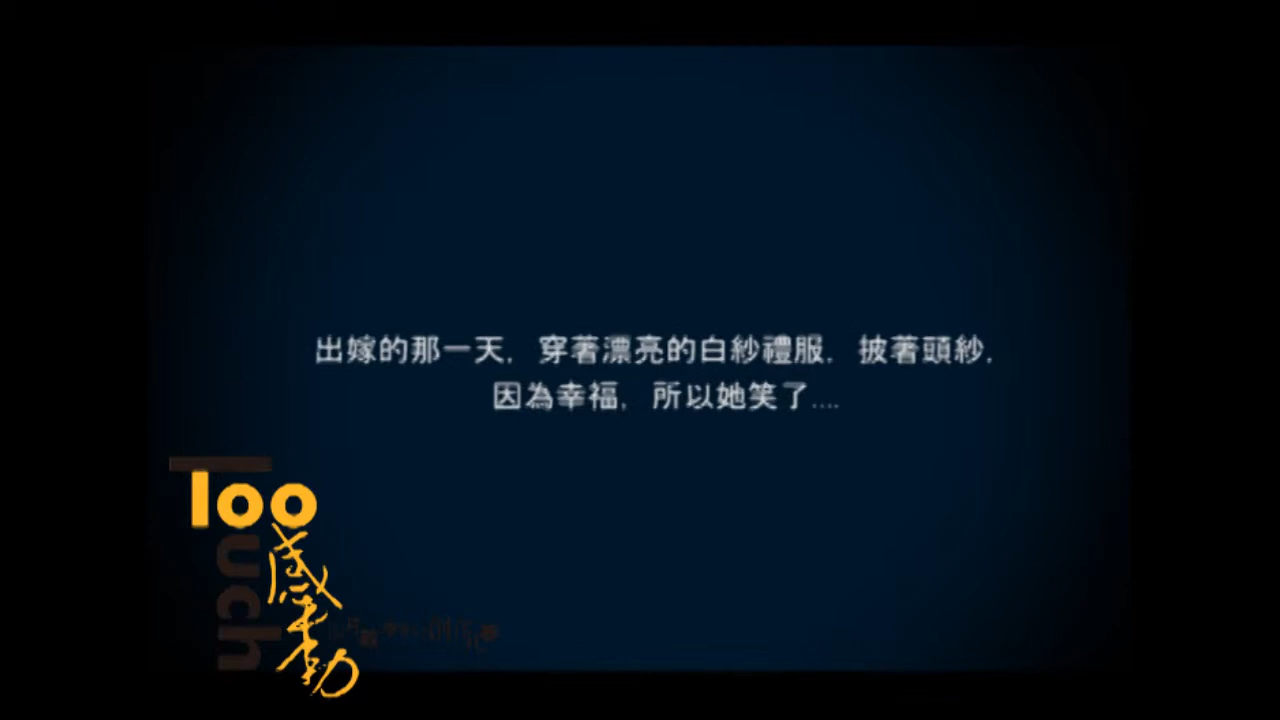 出嫁的那一天, 穿著漂亮的白紗禮服, 披著頭紗,
因為幸福, 所以她笑了....
Too
uch
感動